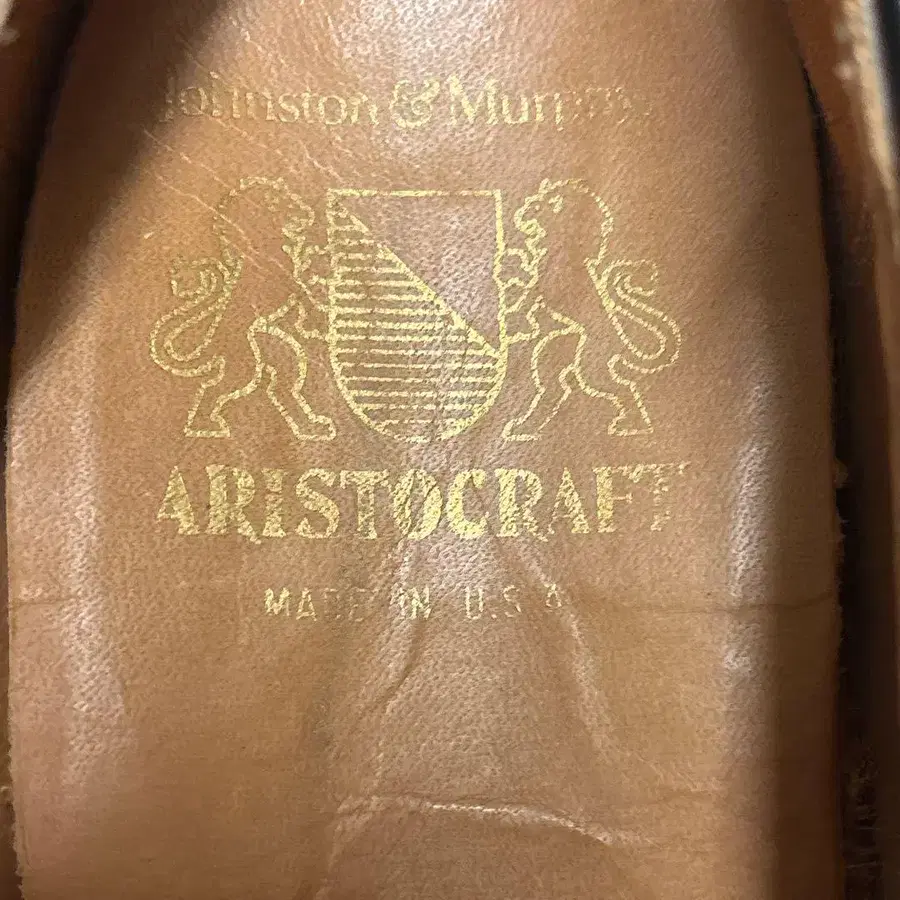 Johnston & Murphy
ARISTOCRAFT
MADE IN U.S.A